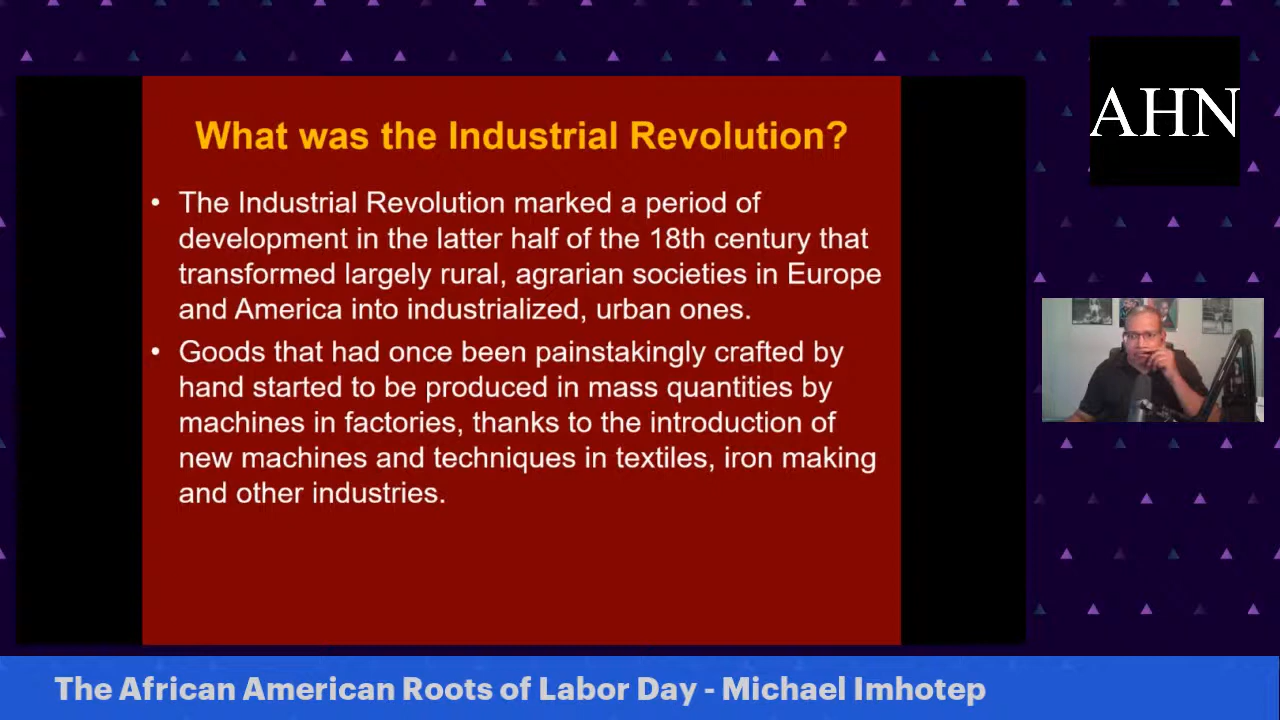 What was the Industrial Revolution?
• The Industrial Revolution marked a period of
development in the latter half of the 18th century that
transformed largely rural, agrarian societies in Europe
and America into industrialized, urban ones.
• Goods that had once been painstakingly crafted by
hand started to be produced in mass quantities by
machines in factories, thanks to the introduction of
new machines and techniques in textiles, iron making
and other industries.
AHN
The African American Roots of Labor Day - Michael Imhotep